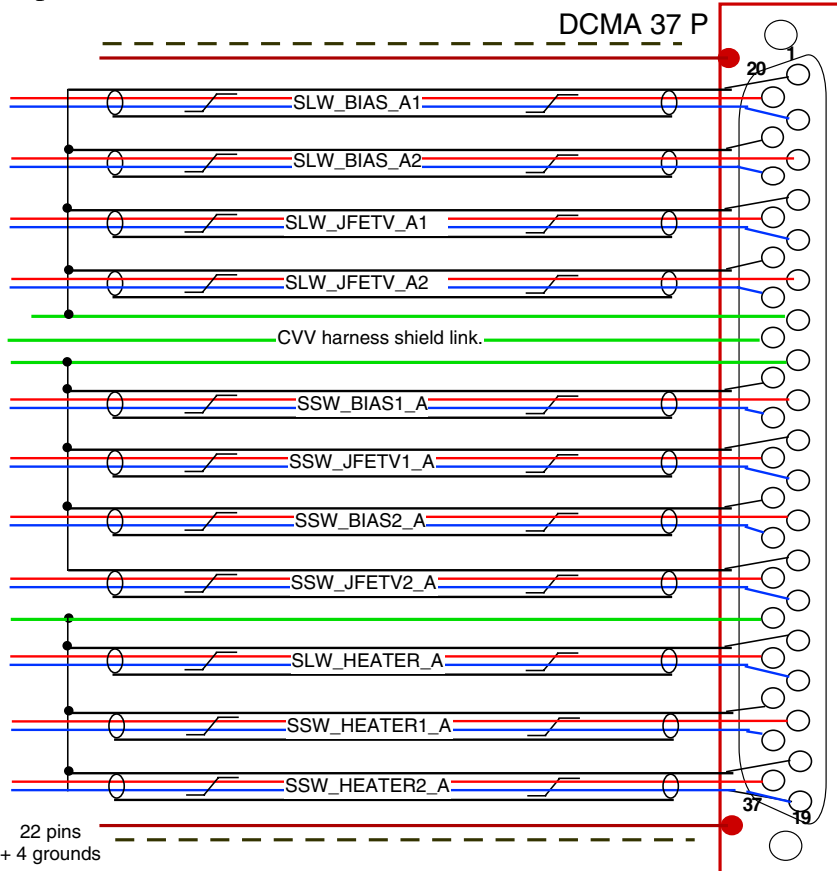 DCMA 37 P
1
20
SLW_BIAS_A1
SLW_BIAS_A2
SLW_JFETV_A1
SLW_JFETV_A2
CVV harness shield link.
SSW_BIAS1_A
SSW_JFETV1_A
SSW_BIAS2_A
SSW_JFETV2_A
SLW_HEATER_A
SSW_HEATER1_A
SSW_HEATER2_A
37
19
22 pins
+ 4 grounds